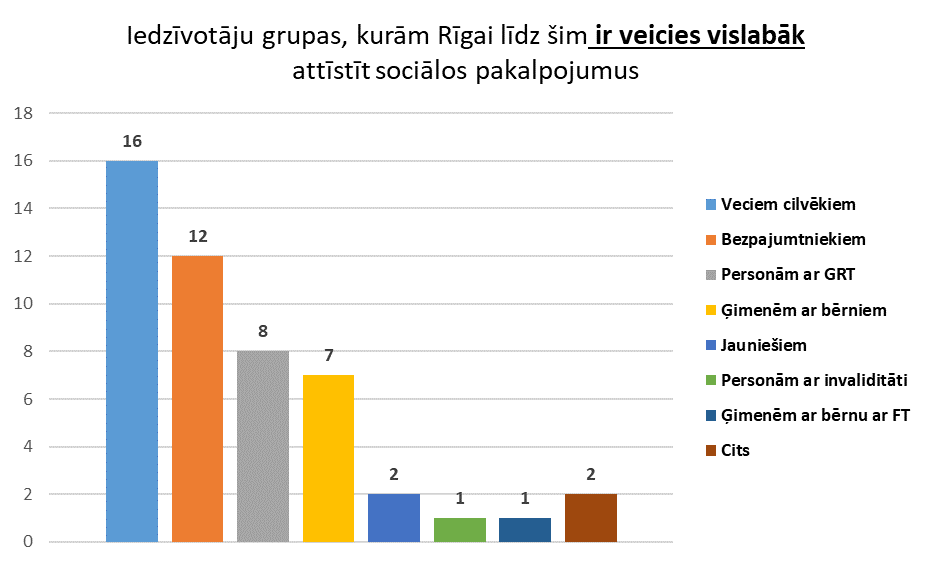 Iedzīvotāju grupas, kurām Rīgai līdz šim ir veicies vislabāk
attīstīt sociālos pakalpojumus
18
16
14
12
10
8
6
4
2
0
16
12
8
7
2
1
1
2
Veciem cilvēkiem
Bezpajumtniekiem
Personām ar GRT
Ģimenēm ar bērniem
Jauniešiem
Personām ar invaliditāti
Ģimenēm ar bērnu ar FT
Cits